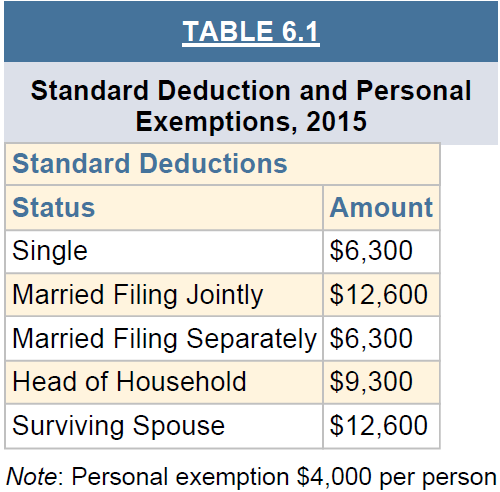 TABLE 6.1
Standard Deduction and Personal
Exemptions, 2015
Standard Deductions
Status Amount
Single $6,300
Married Filing Jointly $12,600
Married Filing Separately $6,300
Head of Household $9,300
Surviving Spouse $12,600
Note: Personal exemption $4,000 per person